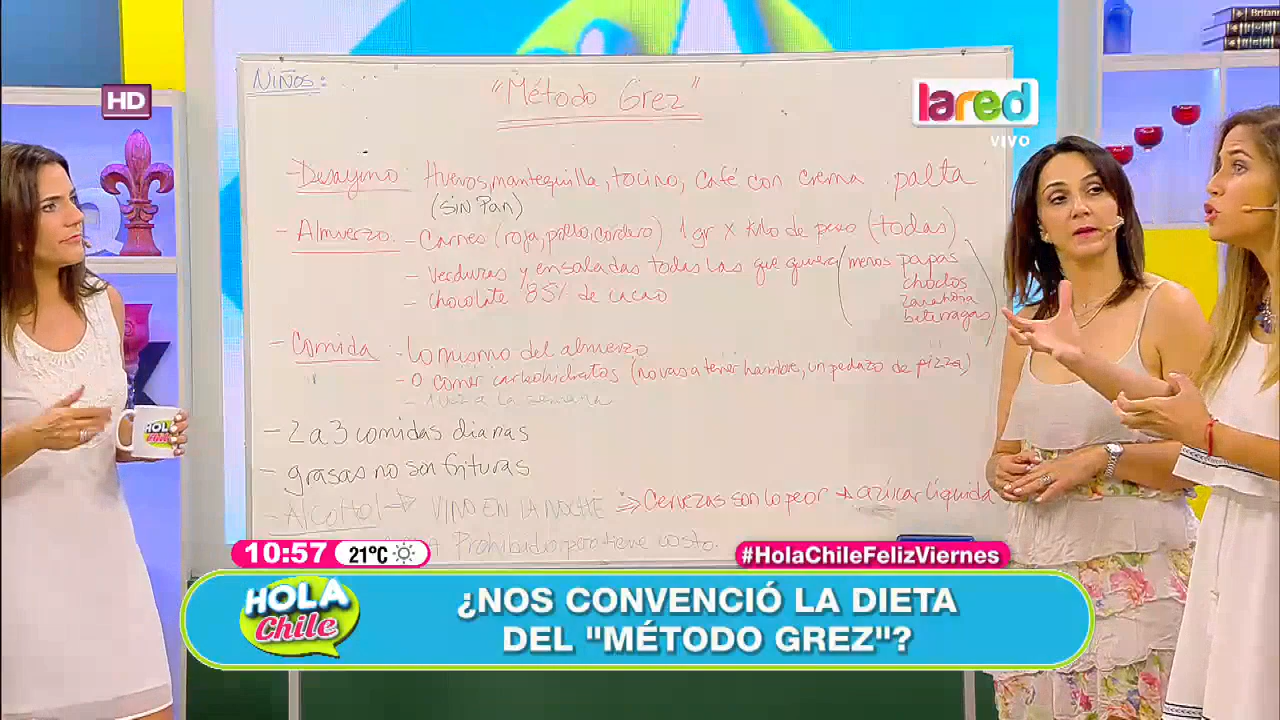 Britann
HD
NIÑOS:
"Método Grez"
lared
VIVO
- Desayuno: Huevos, mantequilla, tocino, café con crema, palta
(sin Pan)
- Almuerzo. - Carnes (roja, pollo, cordero) 1 gr x kilo de peso (todas)
- Verduras y ensaladas todas las que quiera (menos papas
choclos
zanahoria
beterragas)
- chocolate 85% de cacao
- Comida - Lo mismo del almuerzo
- 0 comer carbohidratos (no vas a tener hambre, un pedazo de pizza)
- 1 vez a la semana
- 2 a 3 comidas diarias
- grasas no son frituras
- Alcohol → VINO EN LA NOCHE ⇒ Cervezas son lo peor → azúcar líquida
Prohibido pero tiene costo.
HOLA Chile
10:57 21°C
#HolaChileFelizViernes
HOLA Chile
¿NOS CONVENCIÓ LA DIETA
DEL "MÉTODO GREZ"?